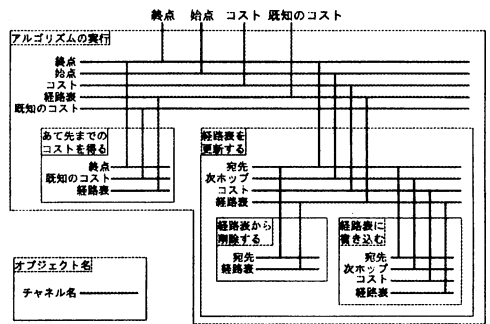 終点 始点 コスト 既知のコスト
アルゴリズムの実行
終点
始点
コスト
経路表
既知のコスト
あて先までの
コストを得る
終点
既知のコスト
経路表
経路表を
更新する
宛先
次ホップ
コスト
経路表
経路表から
削除する
宛先
経路表
経路表に
書き込む
宛先
次ホップ
コスト
経路表
オブジェクト名
チャネル名